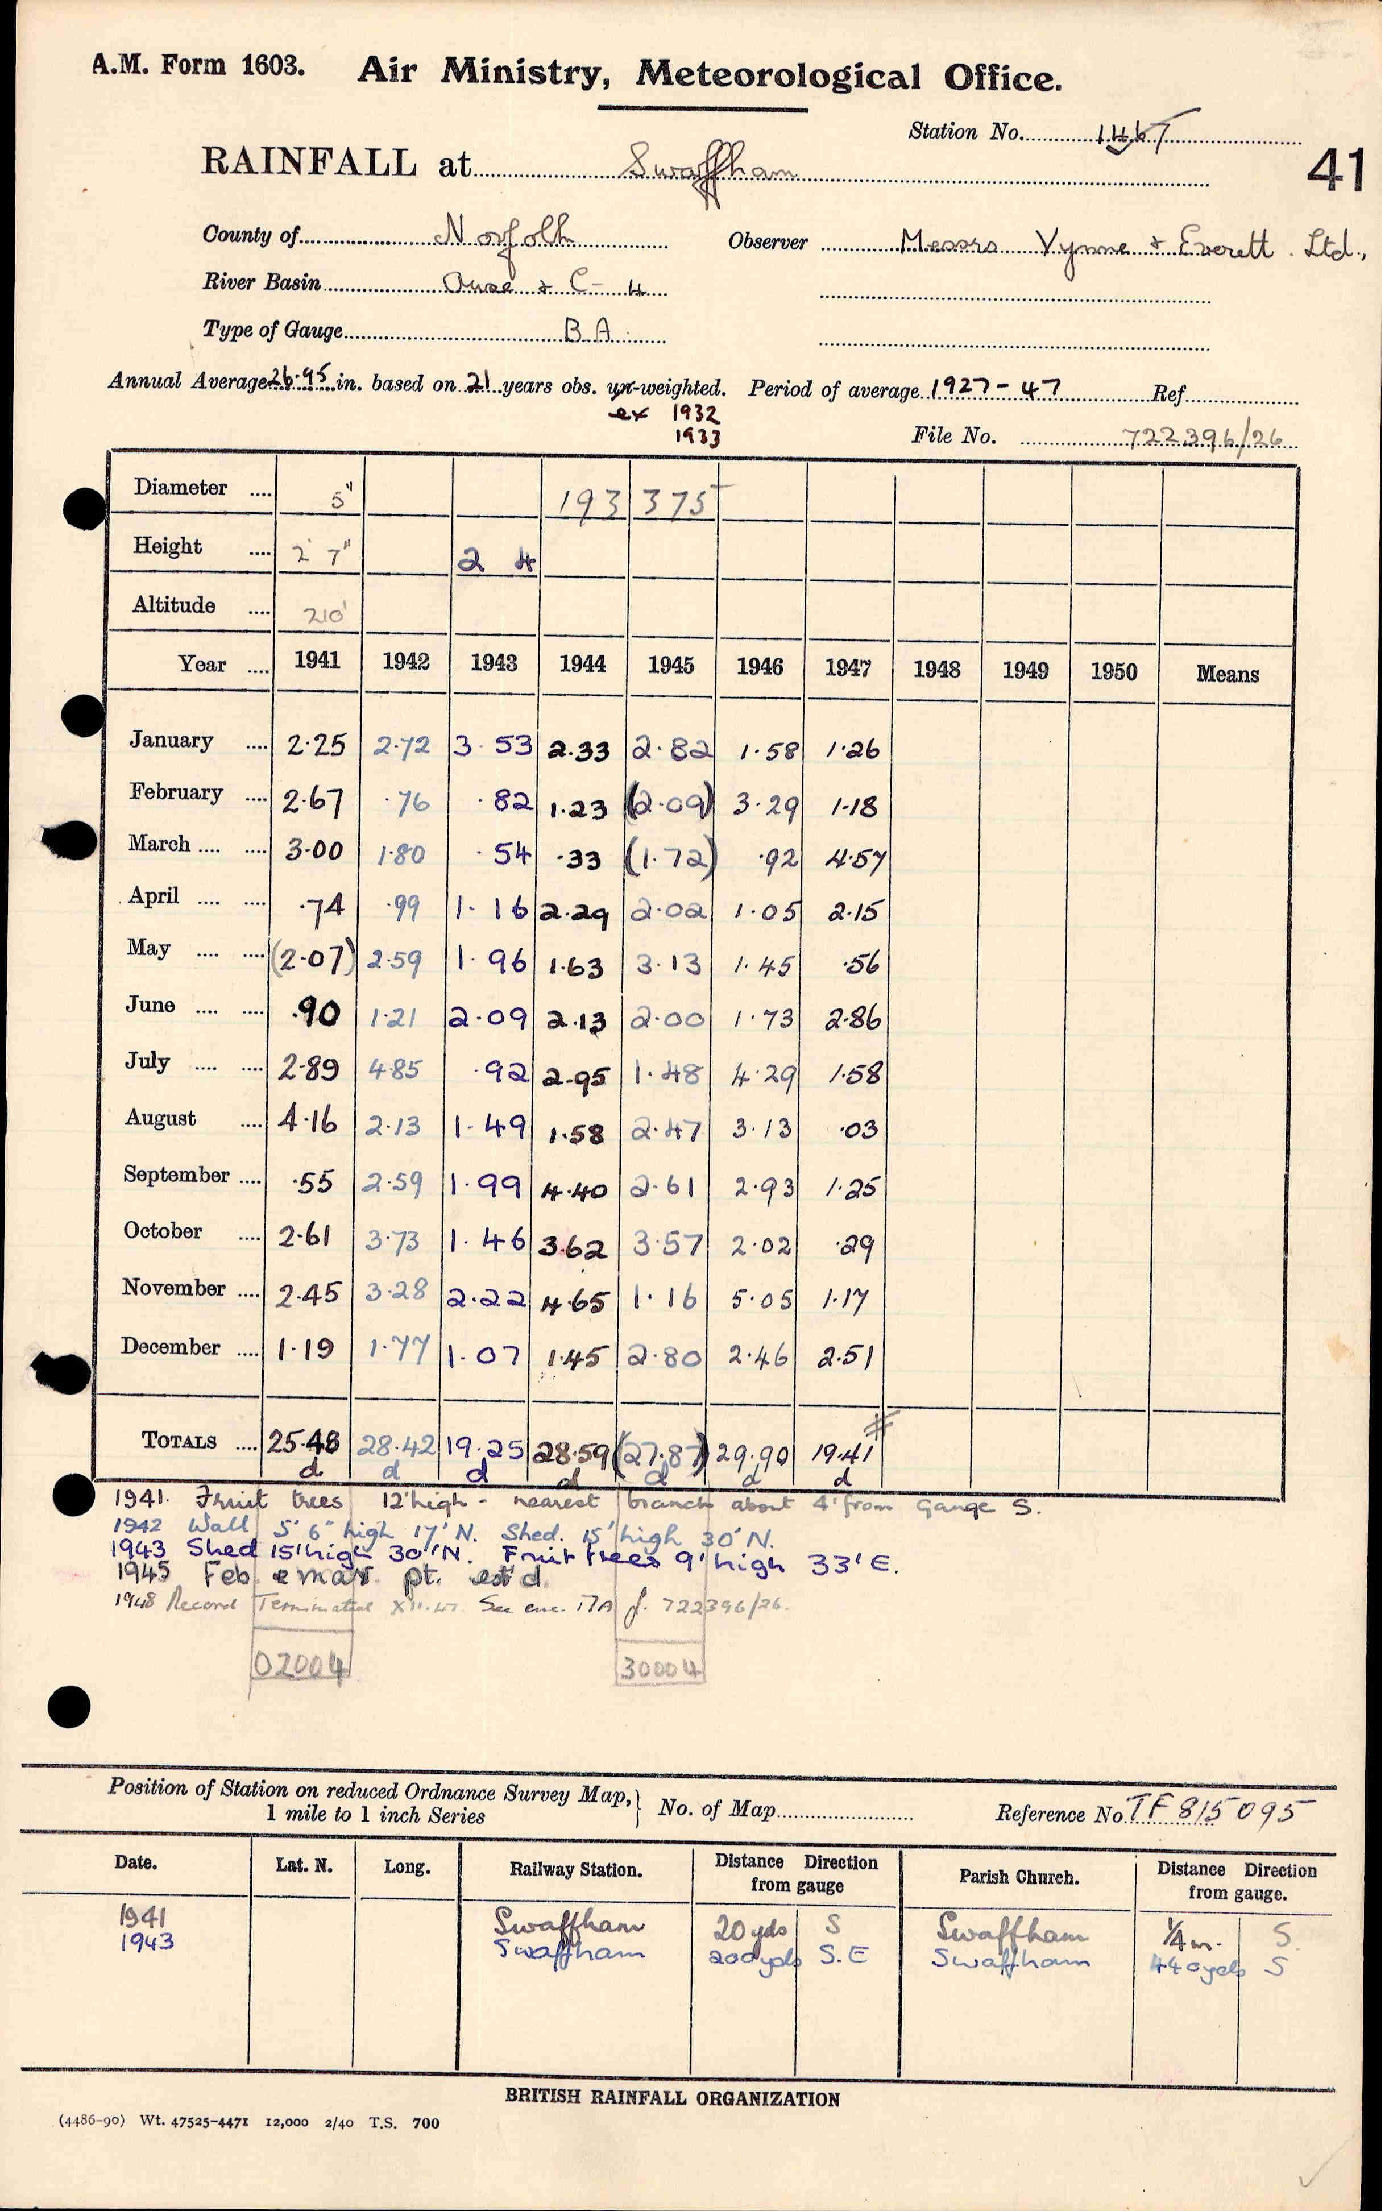 A.M. Form 1603. Air Ministry, Meteorological Office.
Station No. 1467
41
RAINFALL at Swaffham
County of Norfolk Observer Messrs Vynne & Everett Ltd.,
River Basin Ouse & C- 4
Type of Gauge B A
Annual Average 26.95 in. based on 21 years obs. un-weighted. Period of average 1927-47 Ref
ex 1932
1933
File No. 722396/26
Diameter .... 5" 193 375
Height .... 2' 7" 2 4
Altitude .... 210'
Year .... 1941 1942 1943 1944 1945 1946 1947 1948 1949 1950 Means
January .... 2.25 2.72 3.53 2.33 2.82 1.58 1.26
February .... 2.67 .76 .82 1.23 (2.09) 3.29 1.18
March .... .... 3.00 1.80 .54 .33 (1.72) .92 4.57
April .... .... .74 .99 1.16 2.29 2.02 1.05 2.15
May .... .... (2.07) 2.59 1.96 1.63 3.13 1.45 .56
June .... .... .90 1.21 2.09 2.13 2.00 1.73 2.86
July .... .... 2.89 4.85 .92 2.95 1.48 4.29 1.58
August .... 4.16 2.13 1.49 1.58 2.47 3.13 .03
September .... .55 2.59 1.99 4.40 2.61 2.93 1.25
October .... 2.61 3.73 1.46 3.62 3.57 2.02 .29
November .... 2.45 3.28 2.22 4.65 1.16 5.05 1.17
December .... 1.19 1.77 1.07 1.45 2.80 2.46 2.51
TOTALS .... 25.48 28.42 19.25 28.59 (27.87) 29.90 19.41
d d d d d d d
1941. Fruit trees 12' high - nearest branch about 4' from Gauge S.
1942 Wall 5' 6" high 17' N. Shed. 15' high 30' N.
1943 Shed 15' high 30' N. Fruit trees 9' high 33' E.
1945 Feb. & mar. pt. est'd.
1948 Record Terminated XII.47. See enc. 17A f. 722396/26.
02004 30004
Position of Station on reduced Ordnance Survey Map,
1 mile to 1 inch Series
No. of Map Reference No. TF 815 095
Date. Lat. N. Long. Railway Station. Distance Direction from gauge Parish Church. Distance Direction from gauge.
1941 Swaffham 20 yds S Swaffham 1/4 m. S.
1943 Swaffham 200 yds S.E Swaffham 440 yds S
BRITISH RAINFALL ORGANIZATION
(4486-90) Wt. 47525-4471 12,000 2/40 T.S. 700